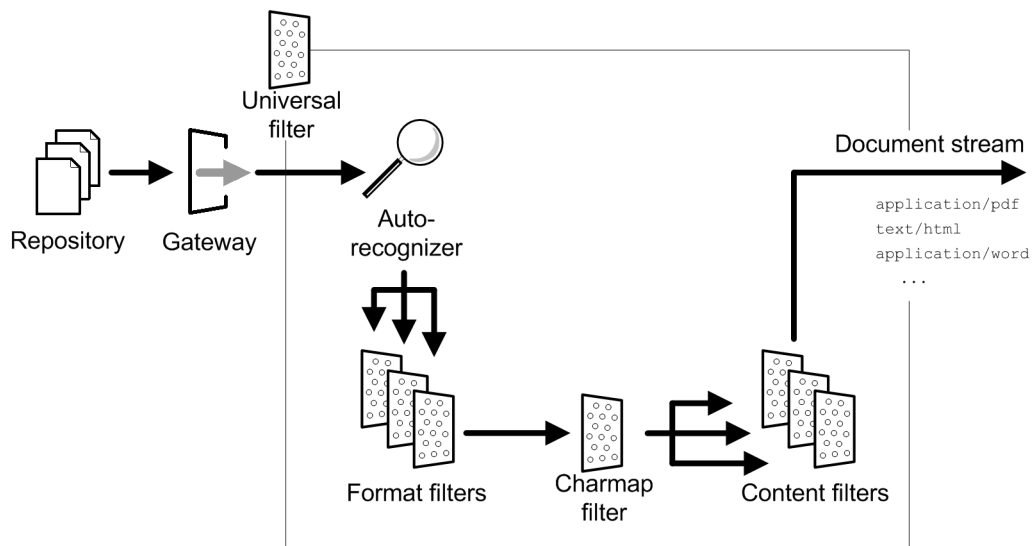 Universal
filter
Repository
Gateway
Auto-
recognizer
Document stream
application/pdf
text/html
application/word
...
Format filters
Charmap
filter
Content filters